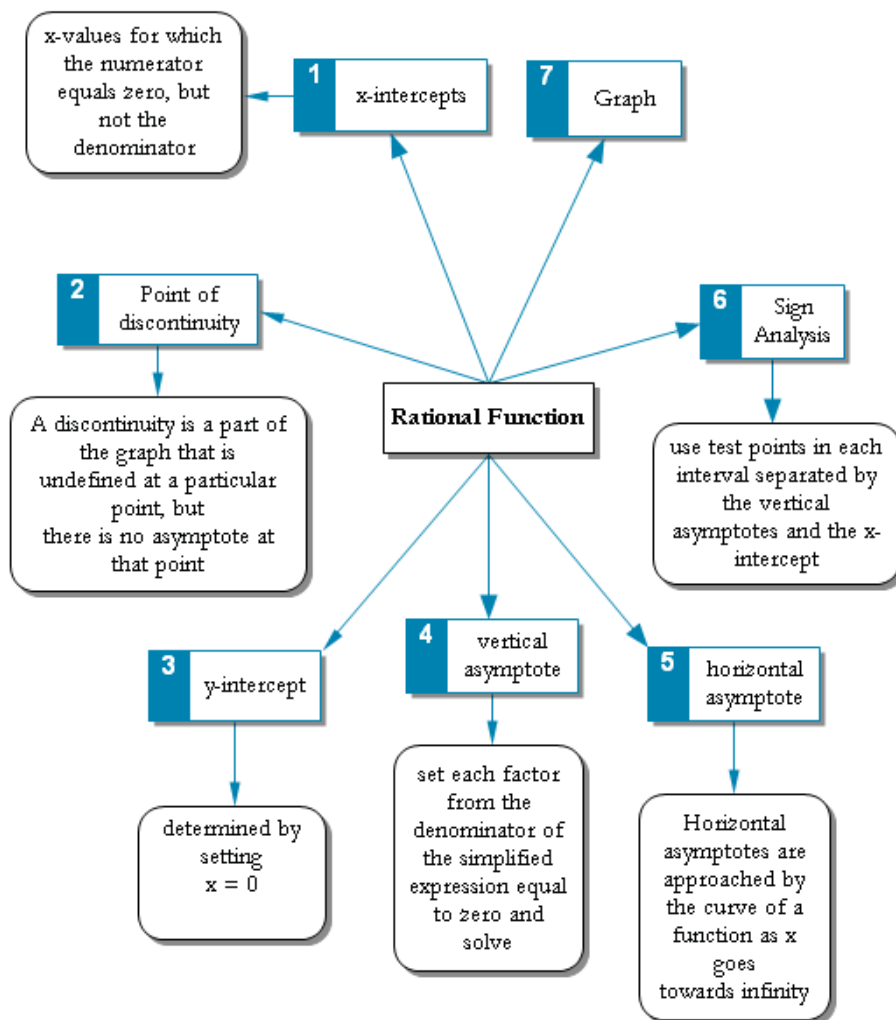 x-values for which
the numerator
equals zero, but
not the
denominator
1
x-intercepts
7
Graph
2
Point of
discontinuity
6
Sign
Analysis
Rational Function
A discontinuity is a part of
the graph that is
undefined at a particular
point, but
there is no asymptote at
that point
use test points in each
interval separated by
the vertical
asymptotes and the x-
intercept
3
y-intercept
4
vertical
asymptote
5
horizontal
asymptote
determined by
setting
x = 0
set each factor
from the
denominator of
the simplified
expression equal
to zero and
solve
Horizontal
asymptotes are
approached by
the curve of a
function as x
goes
towards infinity